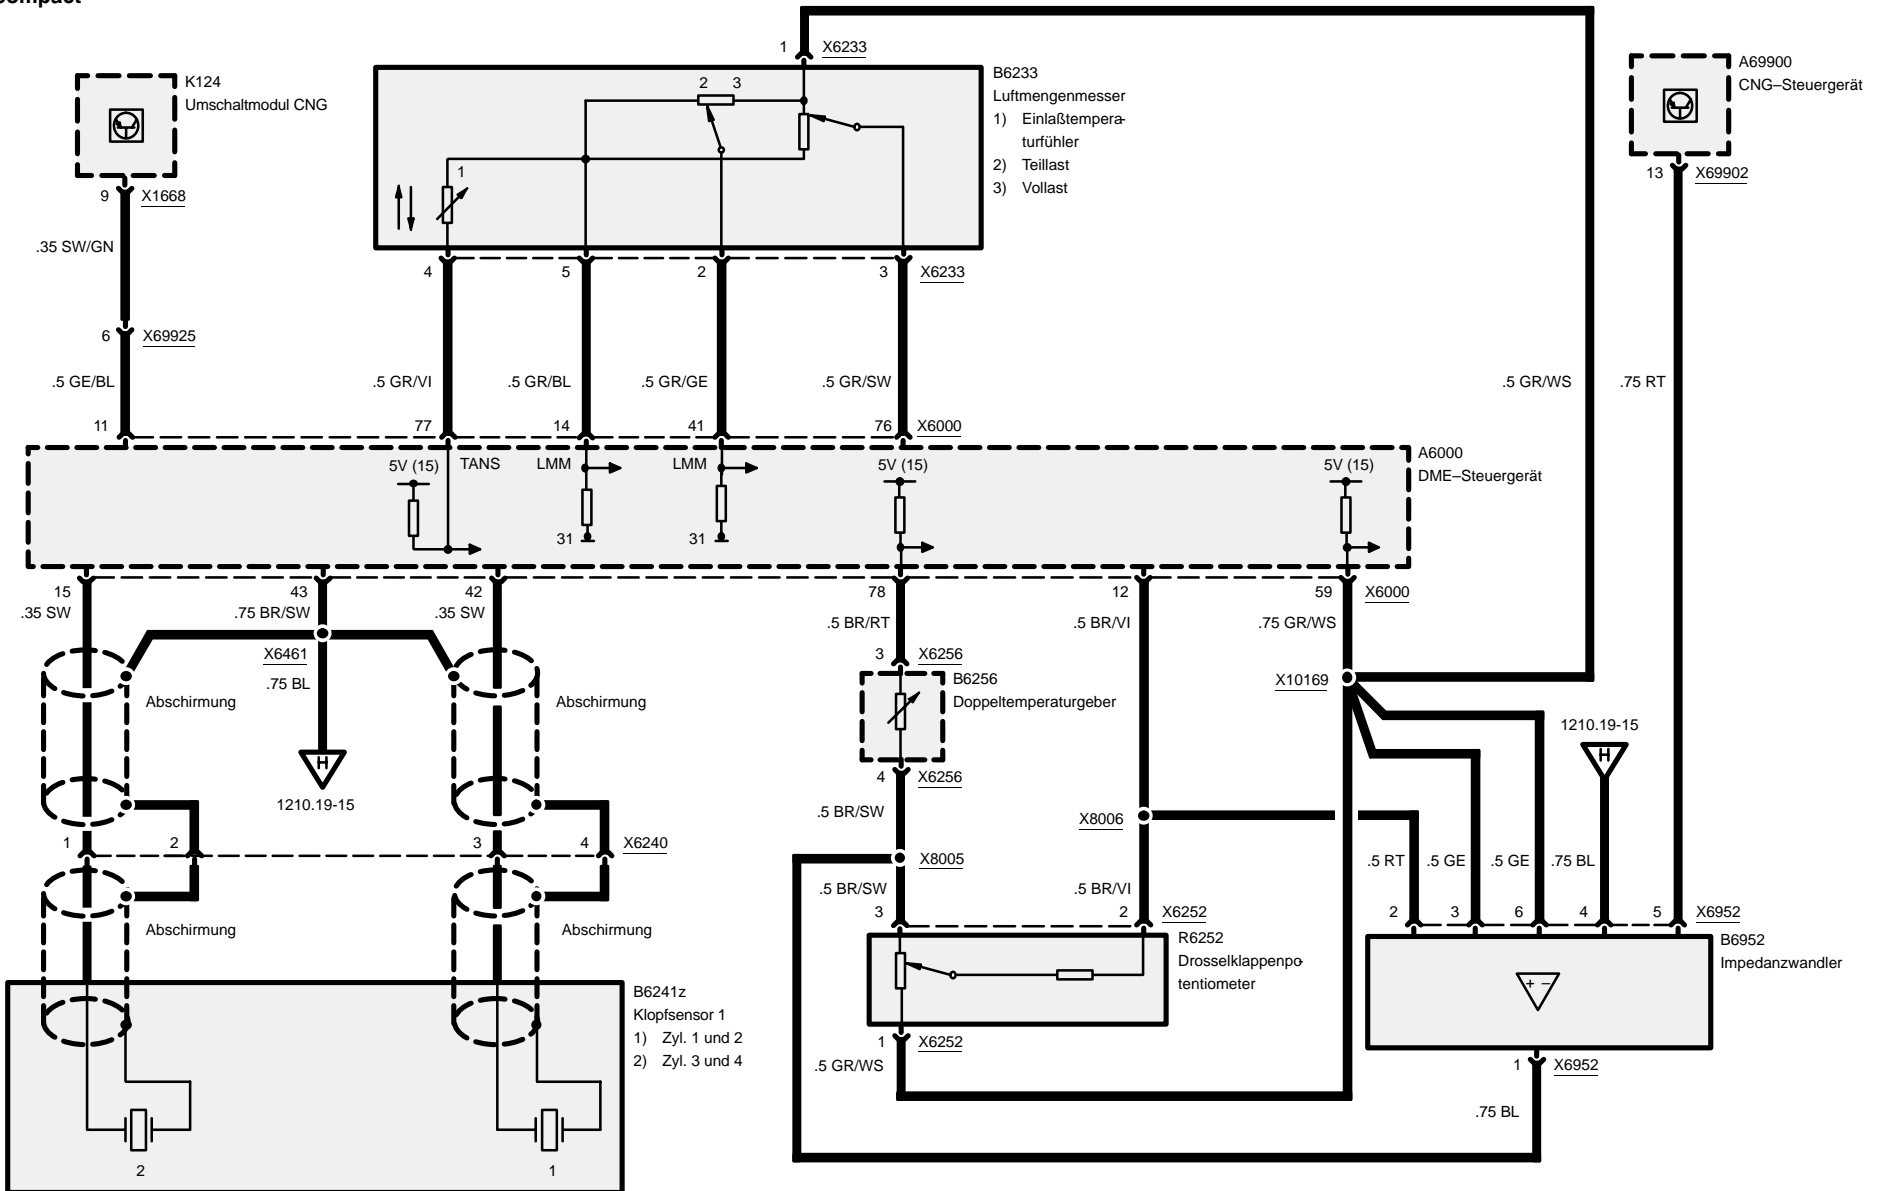 compact
1 X6233
K124
Umschaltmodul CNG
2 3
B6233
Luftmengenmesser
1) Einlaßtempera-
turfühler
2) Teillast
3) Vollast
A69900
CNG–Steuergerät
1
9 X1668
13 X69902
.35 SW/GN
4 5 2 3 X6233
6 X69925
.5 GE/BL .5 GR/VI .5 GR/BL .5 GR/GE .5 GR/SW .5 GR/WS .75 RT
11 77 14 41 76 X6000
A6000
DME–Steuergerät
5V (15) TANS LMM LMM 5V (15) 5V (15)
31 31
15 43 42 78 12 59 X6000
.35 SW .75 BR/SW .35 SW .5 BR/RT .5 BR/VI .75 GR/WS
X6461
.75 BL
3 X6256
B6256
Doppeltemperaturgeber
X10169
Abschirmung Abschirmung
H
1210.19-15
1210.19-15
H
4 X6256
.5 BR/SW
X8006
1 2 3 4 X6240
X8005
.5 RT .5 GE .5 GE .75 BL
.5 BR/SW .5 BR/VI
3 2 X6252
2 3 6 4 5 X6952
Abschirmung Abschirmung
R6252
Drosselklappenpo-
tentiometer
B6952
Impedanzwandler
+ –
B6241z
Klopfsensor 1
1) Zyl. 1 und 2
2) Zyl. 3 und 4
1 X6252
.5 GR/WS
1 X6952
.75 BL
2 1